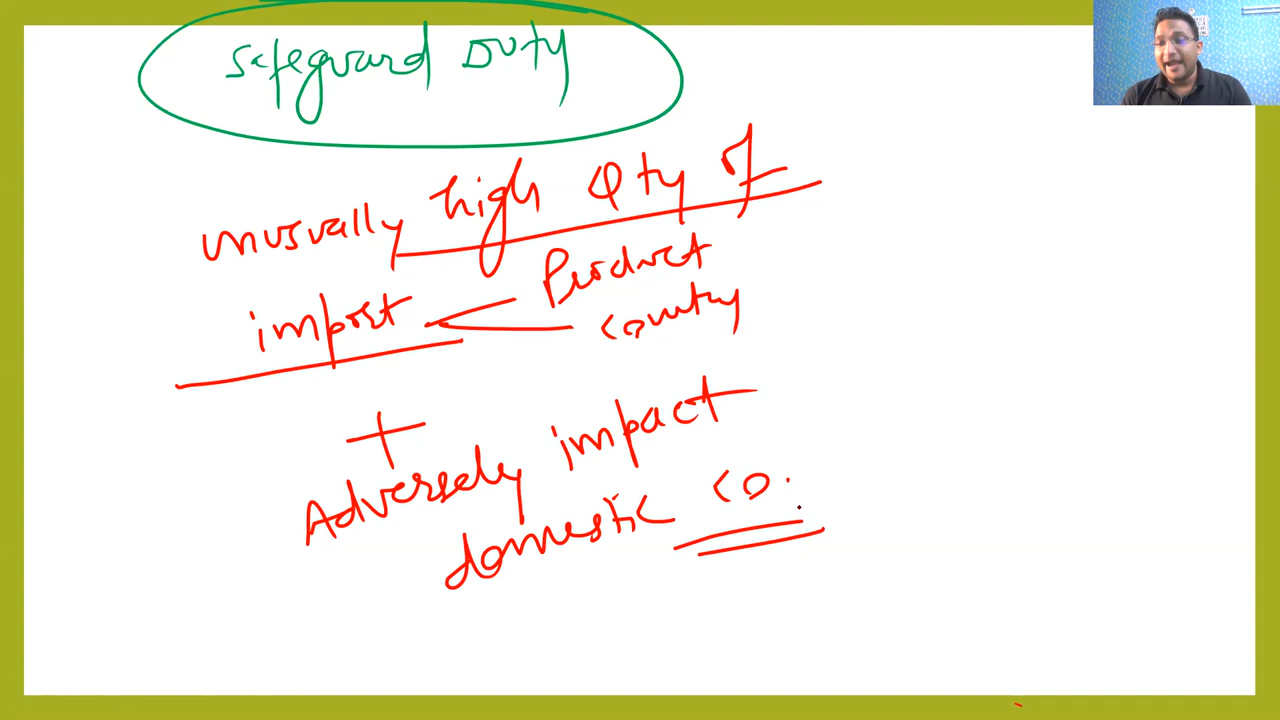 safeguard Duty
unusually high Qty of
import
Product
country
+
Adversely impact
domestic co.